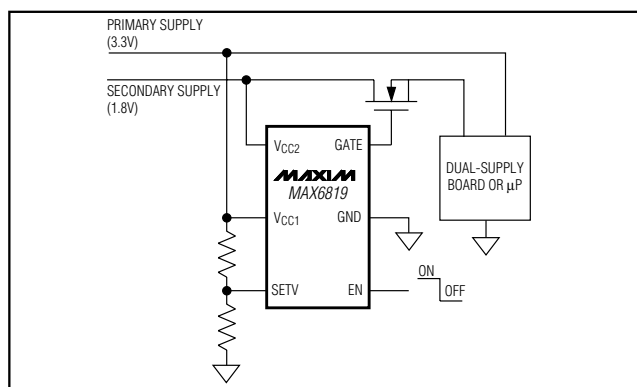 PRIMARY SUPPLY
(3.3V)
SECONDARY SUPPLY
(1.8V)
VCC2 GATE
MAXIM
MAX6819
DUAL-SUPPLY
BOARD OR μP
VCC1 GND
SETV EN
ON
OFF